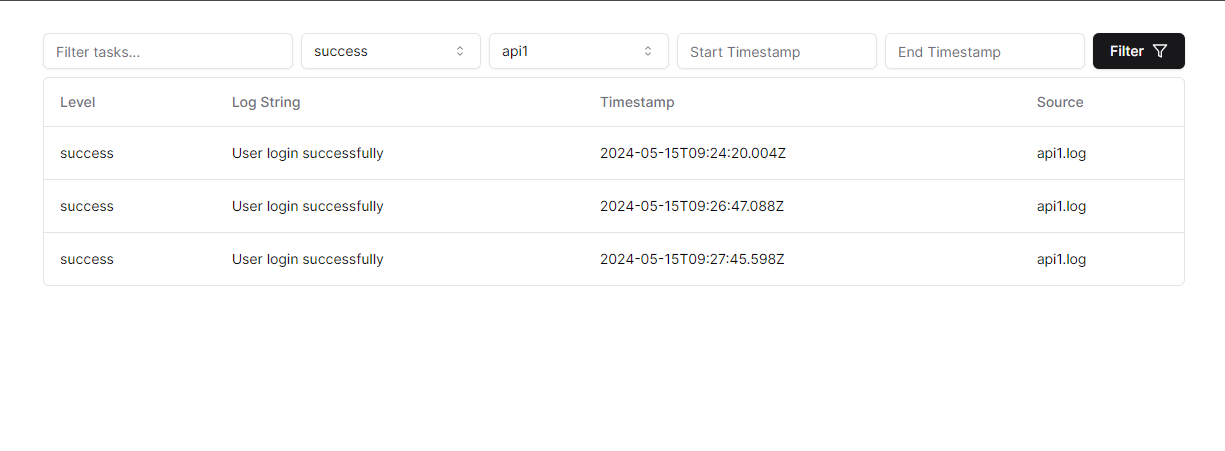 Filter tasks... success api1 Start Timestamp End Timestamp Filter
Level Log String Timestamp Source
success User login successfully 2024-05-15T09:24:20.004Z api1.log
success User login successfully 2024-05-15T09:26:47.088Z api1.log
success User login successfully 2024-05-15T09:27:45.598Z api1.log